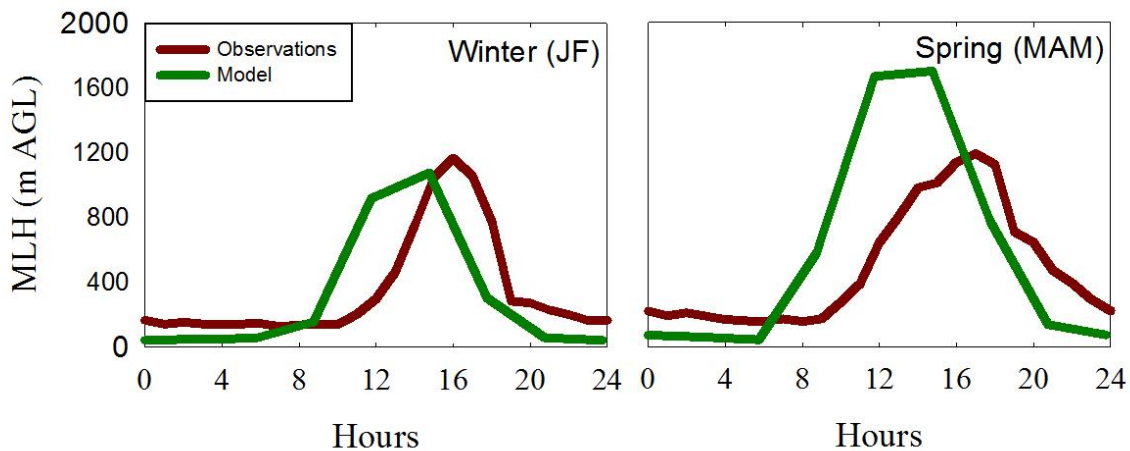 MLH (m AGL)
2000
1600
1200
800
400
0
Observations
Model
Winter (JF)
0 4 8 12 16 20 24
Hours
Spring (MAM)
0 4 8 12 16 20 24
Hours